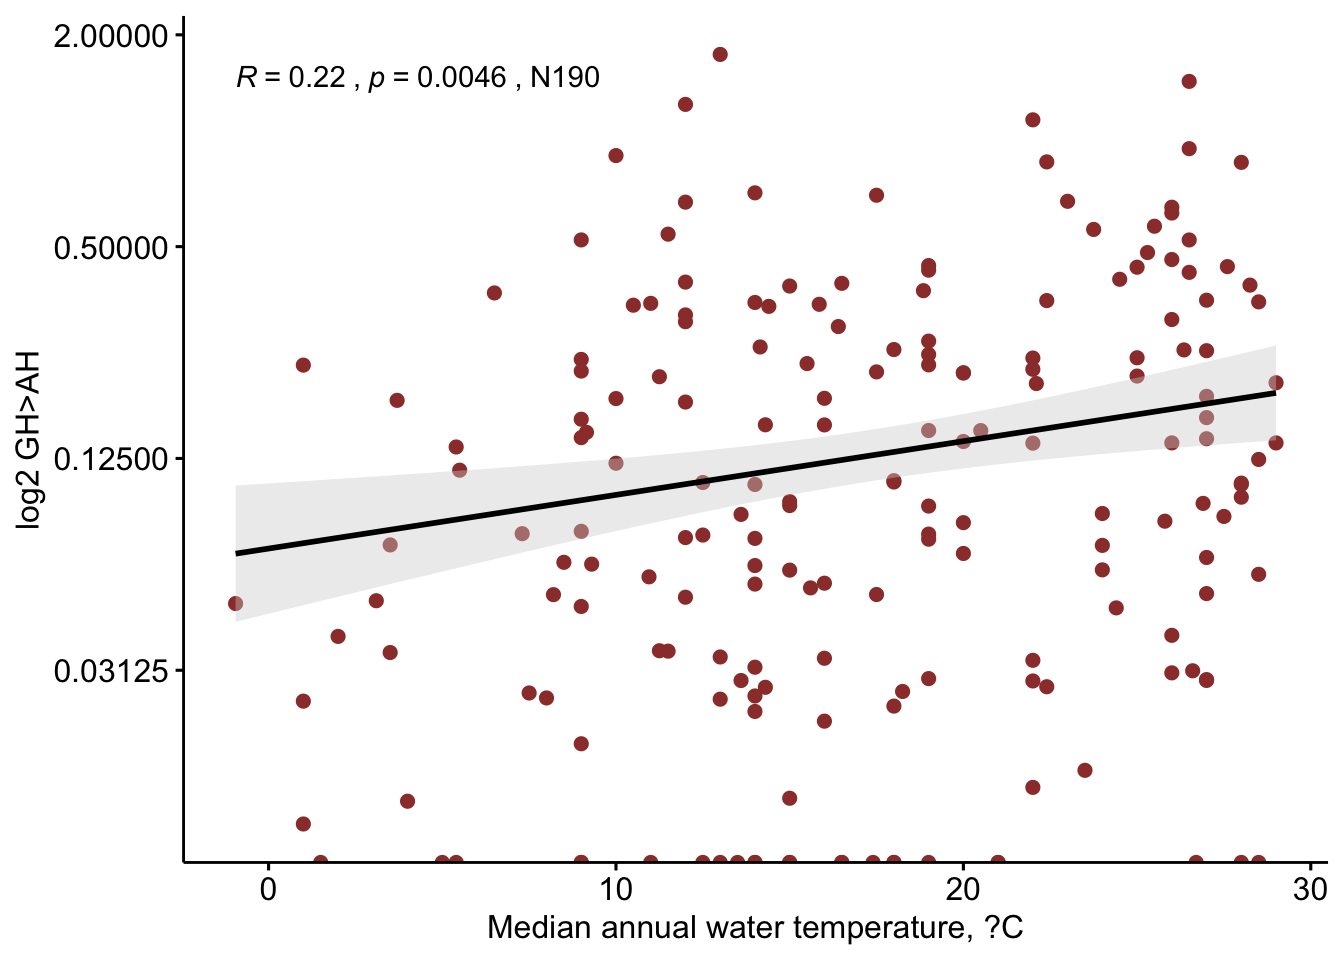 2.00000
R = 0.22 , p = 0.0046 , N190
0.50000
0.12500
0.03125
log2 GH>AH
0 10 20 30
Median annual water temperature, ?C